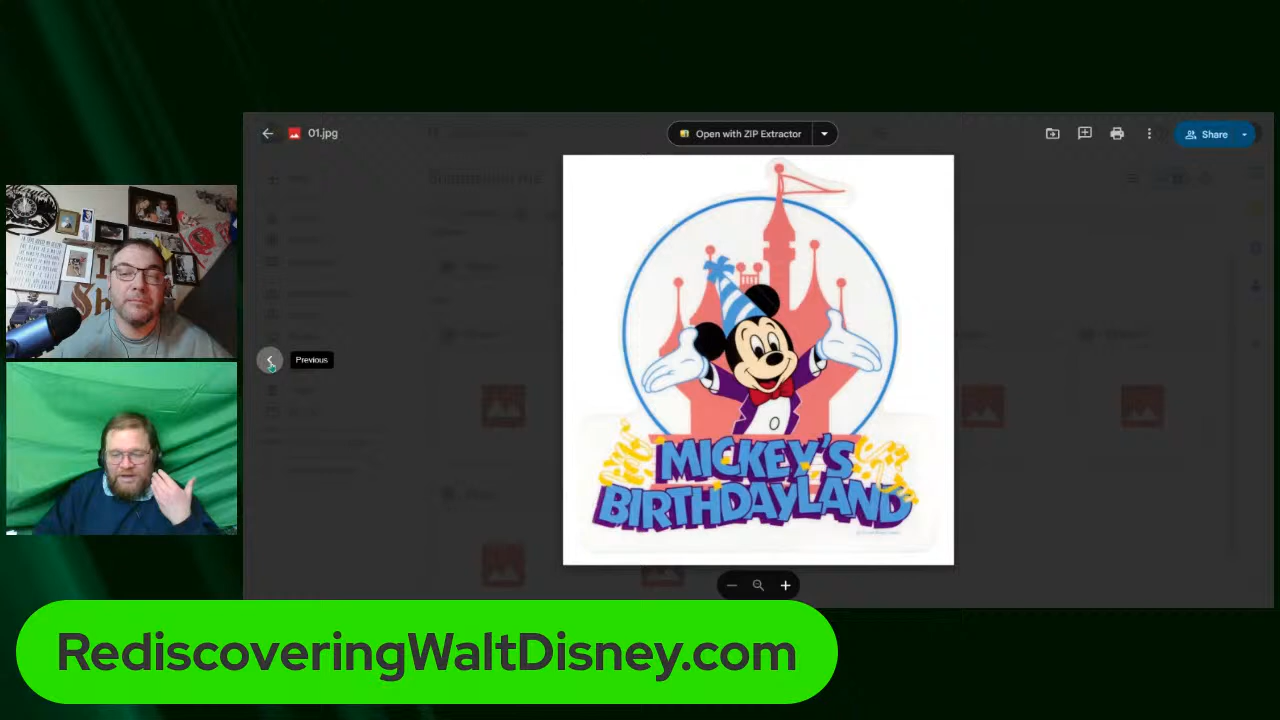 01.jpg
Open with ZIP Extractor
Share
Previous
MICKEY'S
BIRTHDAYLAND
RediscoveringWaltDisney.com